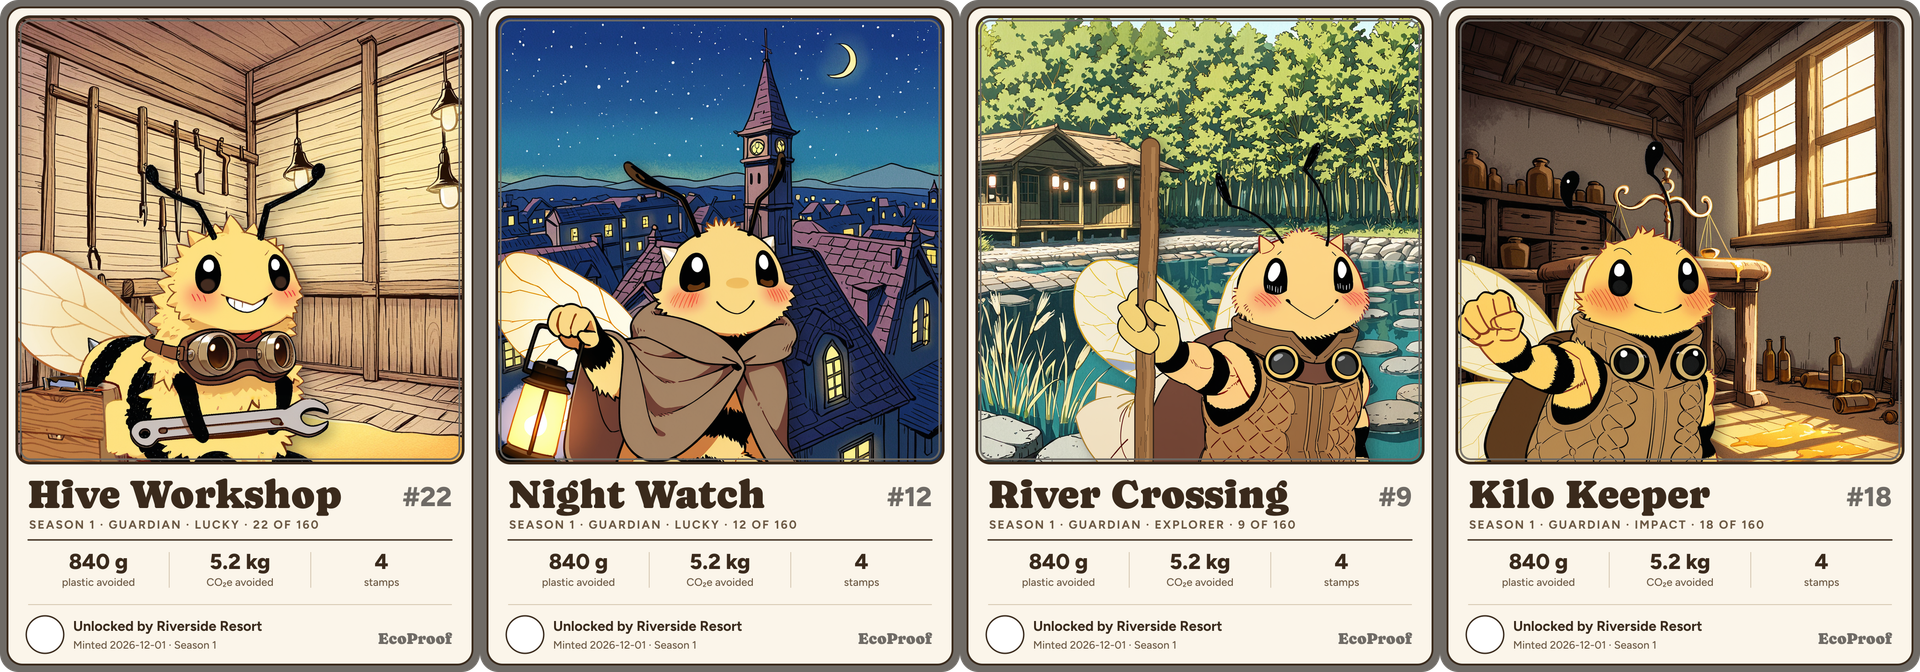 Hive Workshop #22
SEASON 1 · GUARDIAN · LUCKY · 22 OF 160
840 g 5.2 kg 4
plastic avoided CO₂e avoided stamps
Unlocked by Riverside Resort
Minted 2026-12-01 · Season 1
EcoProof
Night Watch #12
SEASON 1 · GUARDIAN · LUCKY · 12 OF 160
840 g 5.2 kg 4
plastic avoided CO₂e avoided stamps
Unlocked by Riverside Resort
Minted 2026-12-01 · Season 1
EcoProof
River Crossing #9
SEASON 1 · GUARDIAN · EXPLORER · 9 OF 160
840 g 5.2 kg 4
plastic avoided CO₂e avoided stamps
Unlocked by Riverside Resort
Minted 2026-12-01 · Season 1
EcoProof
Kilo Keeper #18
SEASON 1 · GUARDIAN · IMPACT · 18 OF 160
840 g 5.2 kg 4
plastic avoided CO₂e avoided stamps
Unlocked by Riverside Resort
Minted 2026-12-01 · Season 1
EcoProof